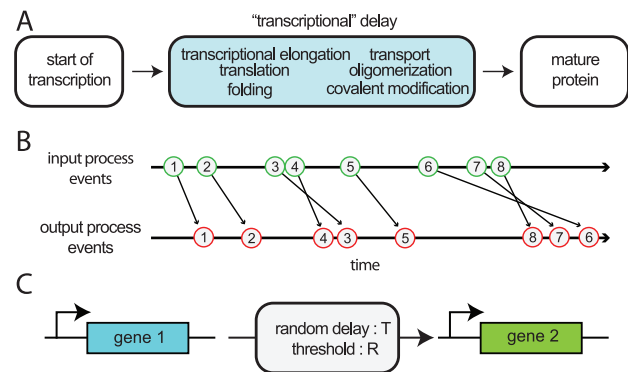 A
"transcriptional" delay
start of
transcription
transcriptional elongation
translation
folding
transport
oligomerization
covalent modification
mature
protein
B
input process
events
1 2 3 4 5 6 7 8
output process
events
1 2 4 3 5 8 7 6
time
C
gene 1
random delay : T
threshold : R
gene 2